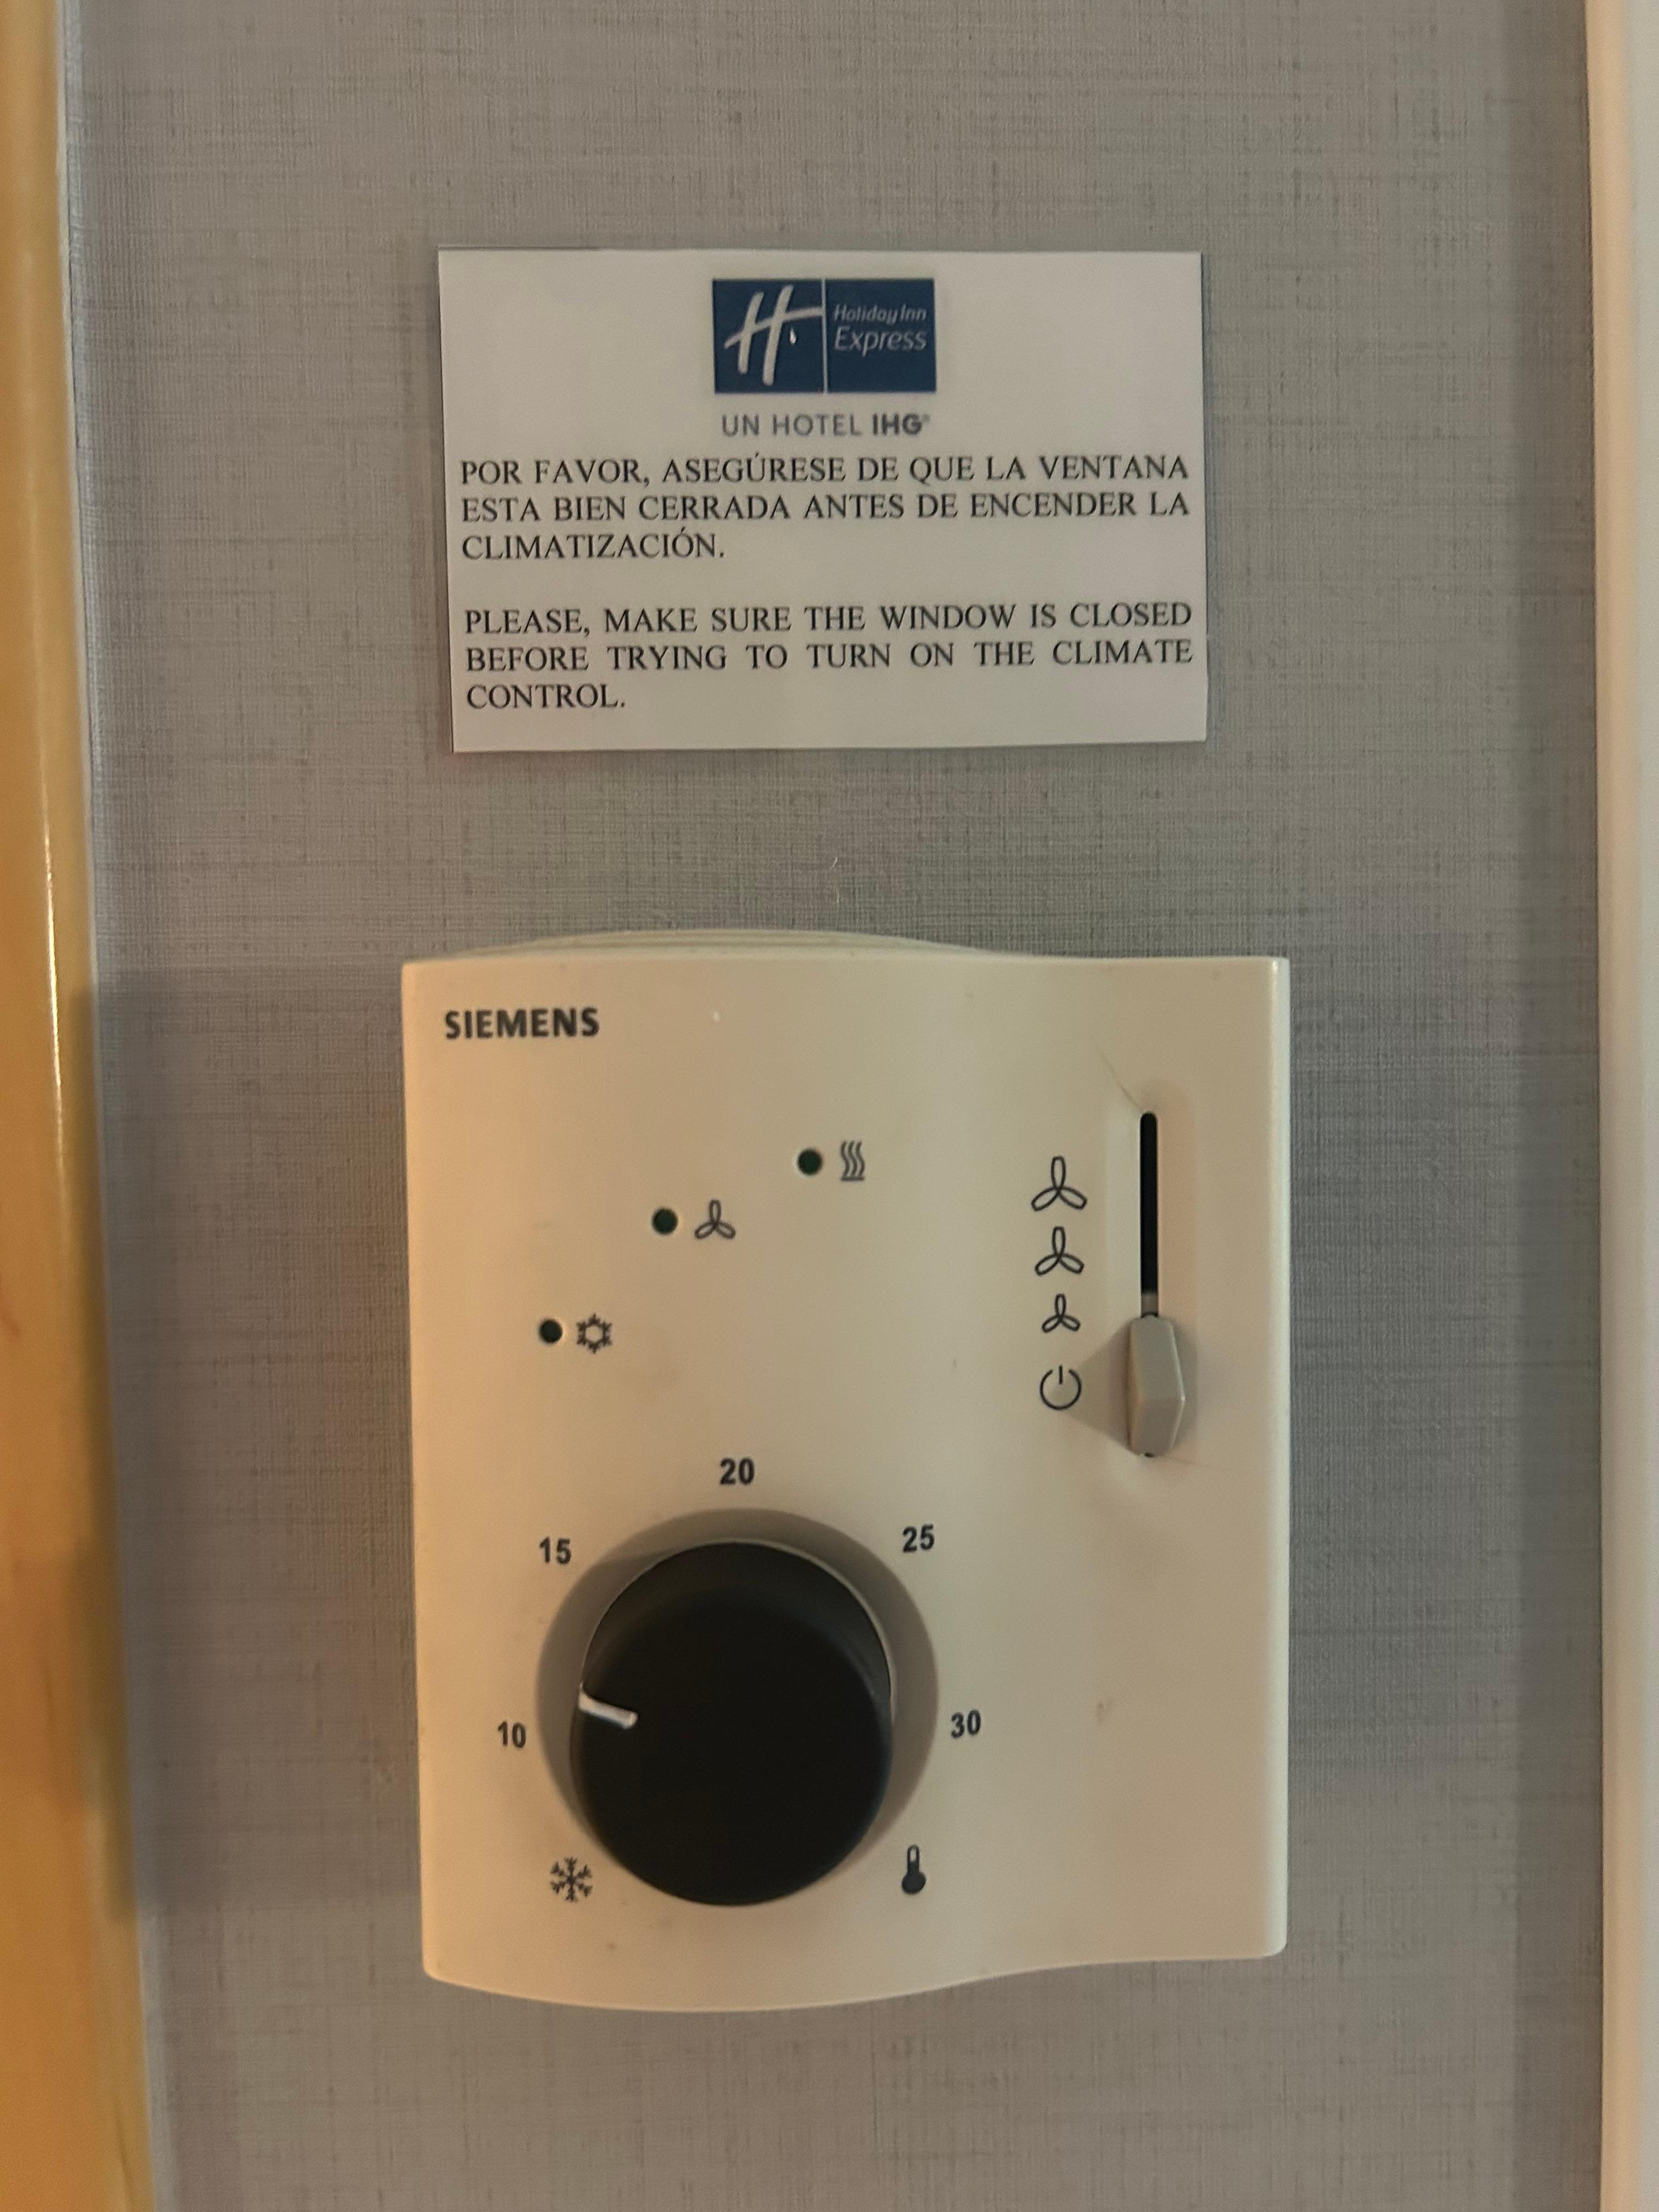 Holiday Inn
Express
UN HOTEL IHG®
POR FAVOR, ASEGÚRESE DE QUE LA VENTANA
ESTA BIEN CERRADA ANTES DE ENCENDER LA
CLIMATIZACIÓN.
PLEASE, MAKE SURE THE WINDOW IS CLOSED
BEFORE TRYING TO TURN ON THE CLIMATE
CONTROL.
SIEMENS
20
15
25
10
30